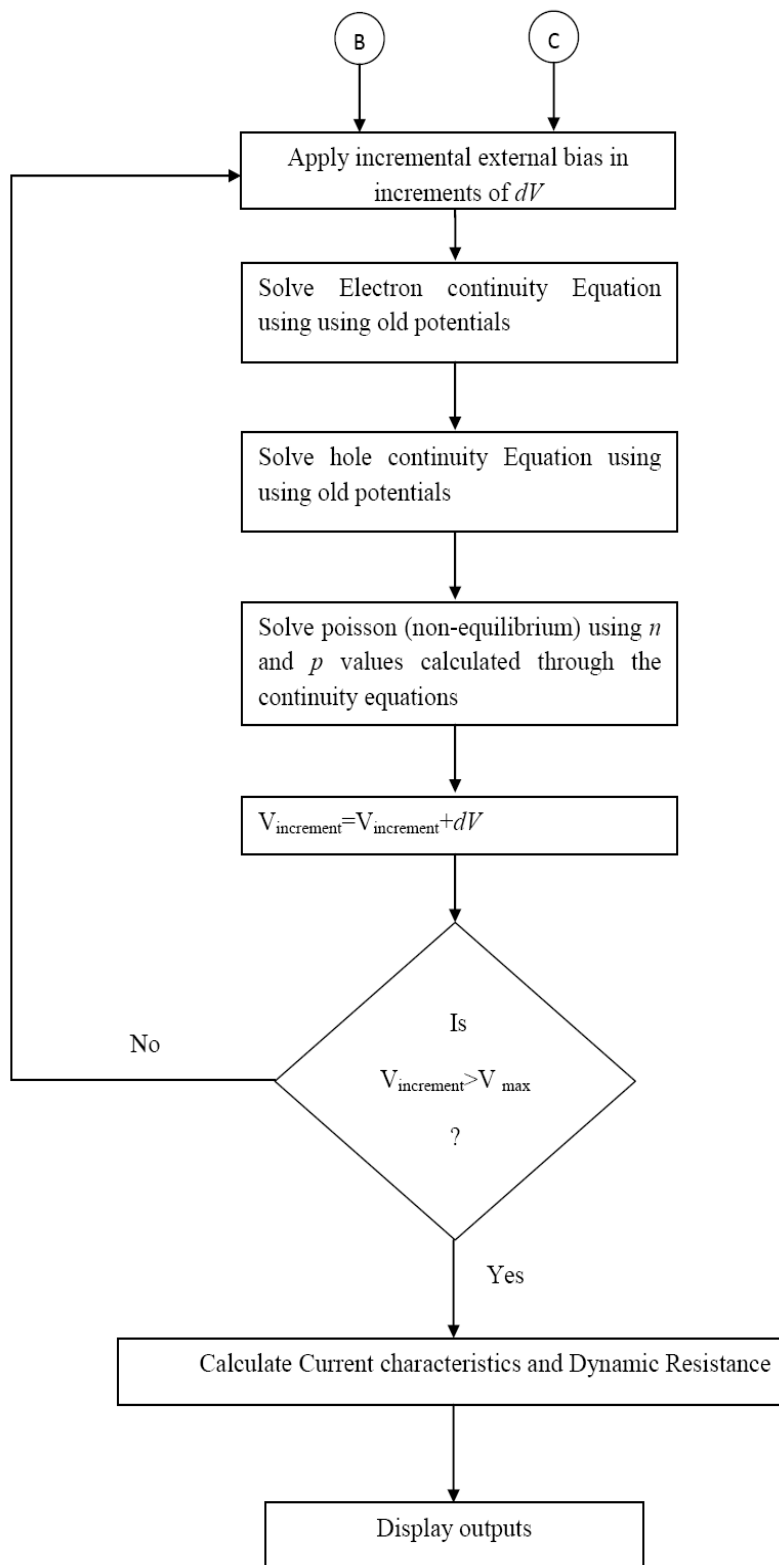 B
C
Apply incremental external bias in
increments of dV
Solve Electron continuity Equation
using using old potentials
Solve hole continuity Equation using
using old potentials
Solve poisson (non-equilibrium) using n
and p values calculated through the
continuity equations
Vincrement=Vincrement+dV
Is
Vincrement>V max
?
No
Yes
Calculate Current characteristics and Dynamic Resistance
Display outputs